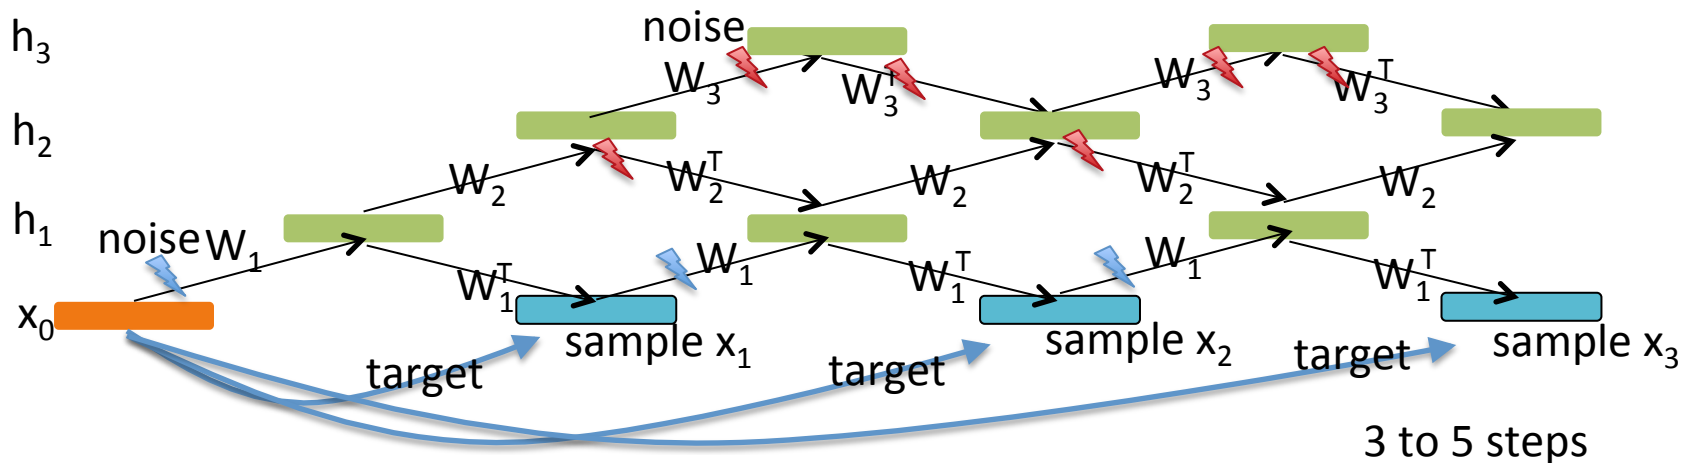 h₃
noise
W₃
W₃ᵀ
W₃
W₃ᵀ
h₂
W₂
W₂ᵀ
W₂
W₂ᵀ
W₂
h₁
noise W₁
W₁ᵀ
W₁
W₁ᵀ
W₁
W₁ᵀ
x₀
sample x₁
sample x₂
sample x₃
target
target
target
3 to 5 steps